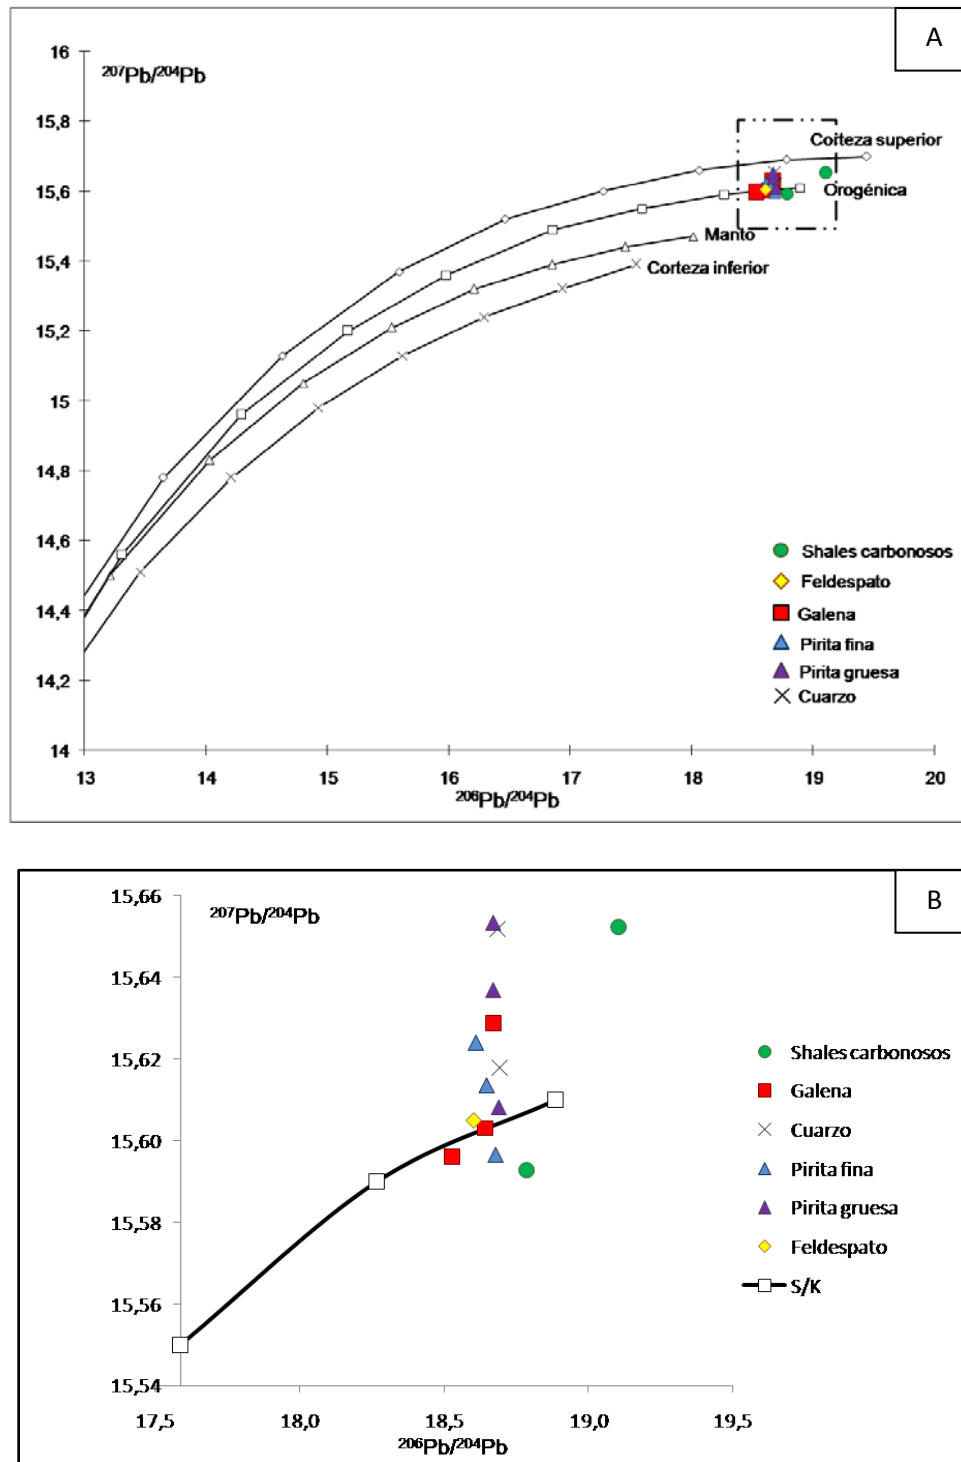 A
16
²⁰⁷Pb/²⁰⁴Pb
15,8
Corteza superior
15,6
Orogénica
15,4
Manto
Corteza inferior
15,2
15
14,8
14,6
Shales carbonosos
Feldespato
14,4
Galena
14,2
Pirita fina
Pirita gruesa
Cuarzo
14
13 14 15 16 17 18 19 20
²⁰⁶Pb/²⁰⁴Pb
B
15,66
²⁰⁷Pb/²⁰⁴Pb
15,64
15,62
15,60
15,58
15,56
15,54
Shales carbonosos
Galena
Cuarzo
Pirita fina
Pirita gruesa
Feldespato
S/K
17,5 18,0 18,5 19,0 19,5
²⁰⁶Pb/²⁰⁴Pb